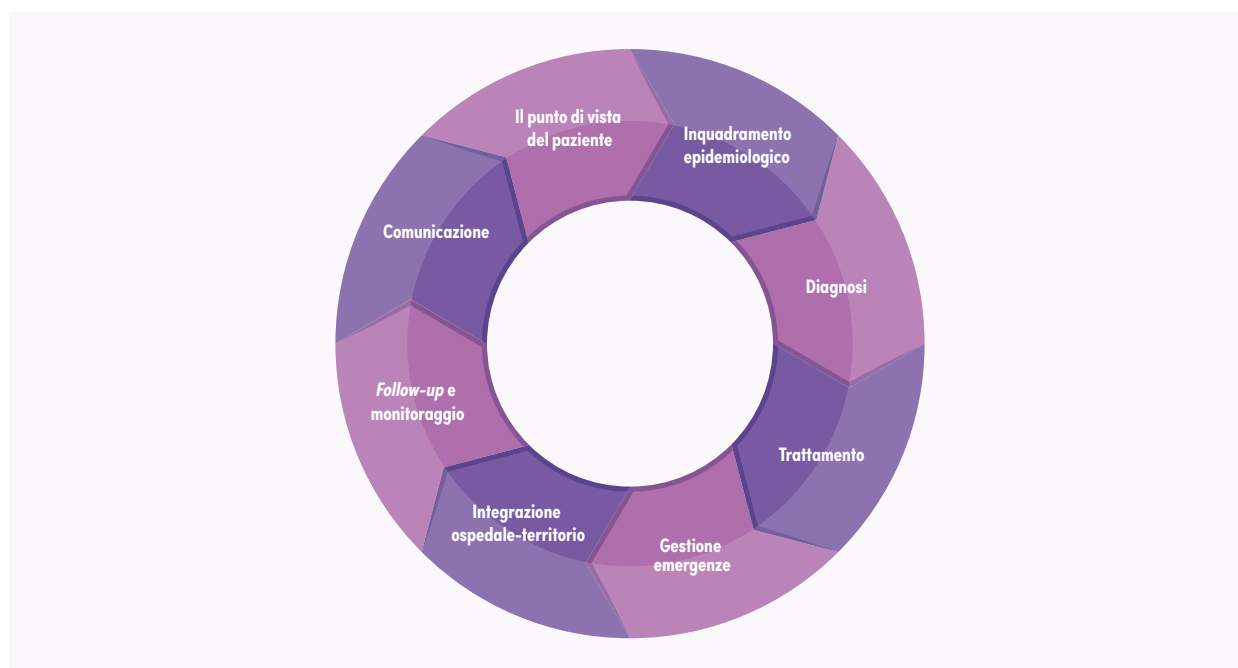 Il punto di vista
del paziente
Inquadramento
epidemiologico
Diagnosi
Trattamento
Gestione
emergenze
Integrazione
ospedale-territorio
Follow-up e
monitoraggio
Comunicazione